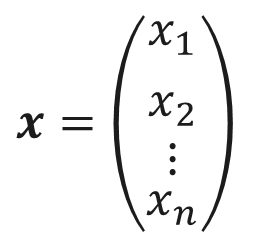 x₁
x₂
x = ⋮
xₙ